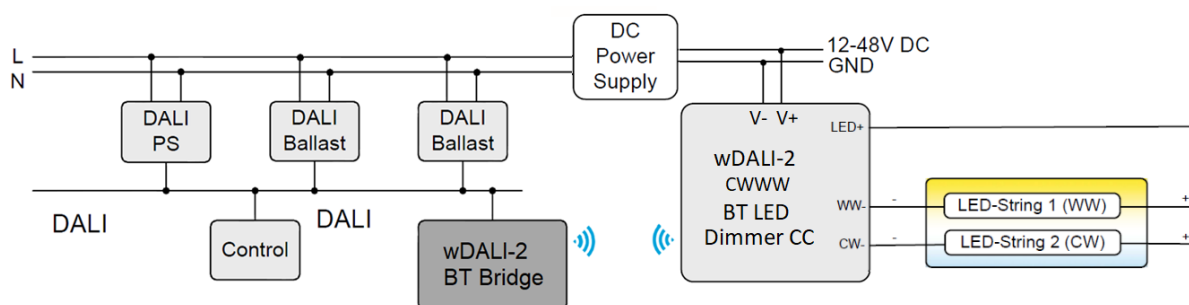 L
N
DC
Power
Supply
12-48V DC
GND
DALI
PS
DALI
Ballast
DALI
Ballast
V- V+
LED+
wDALI-2
CWWW
BT LED
Dimmer CC
WW-
-
LED-String 1 (WW)
+
CW-
-
LED-String 2 (CW)
+
DALI
DALI
Control
wDALI-2
BT Bridge